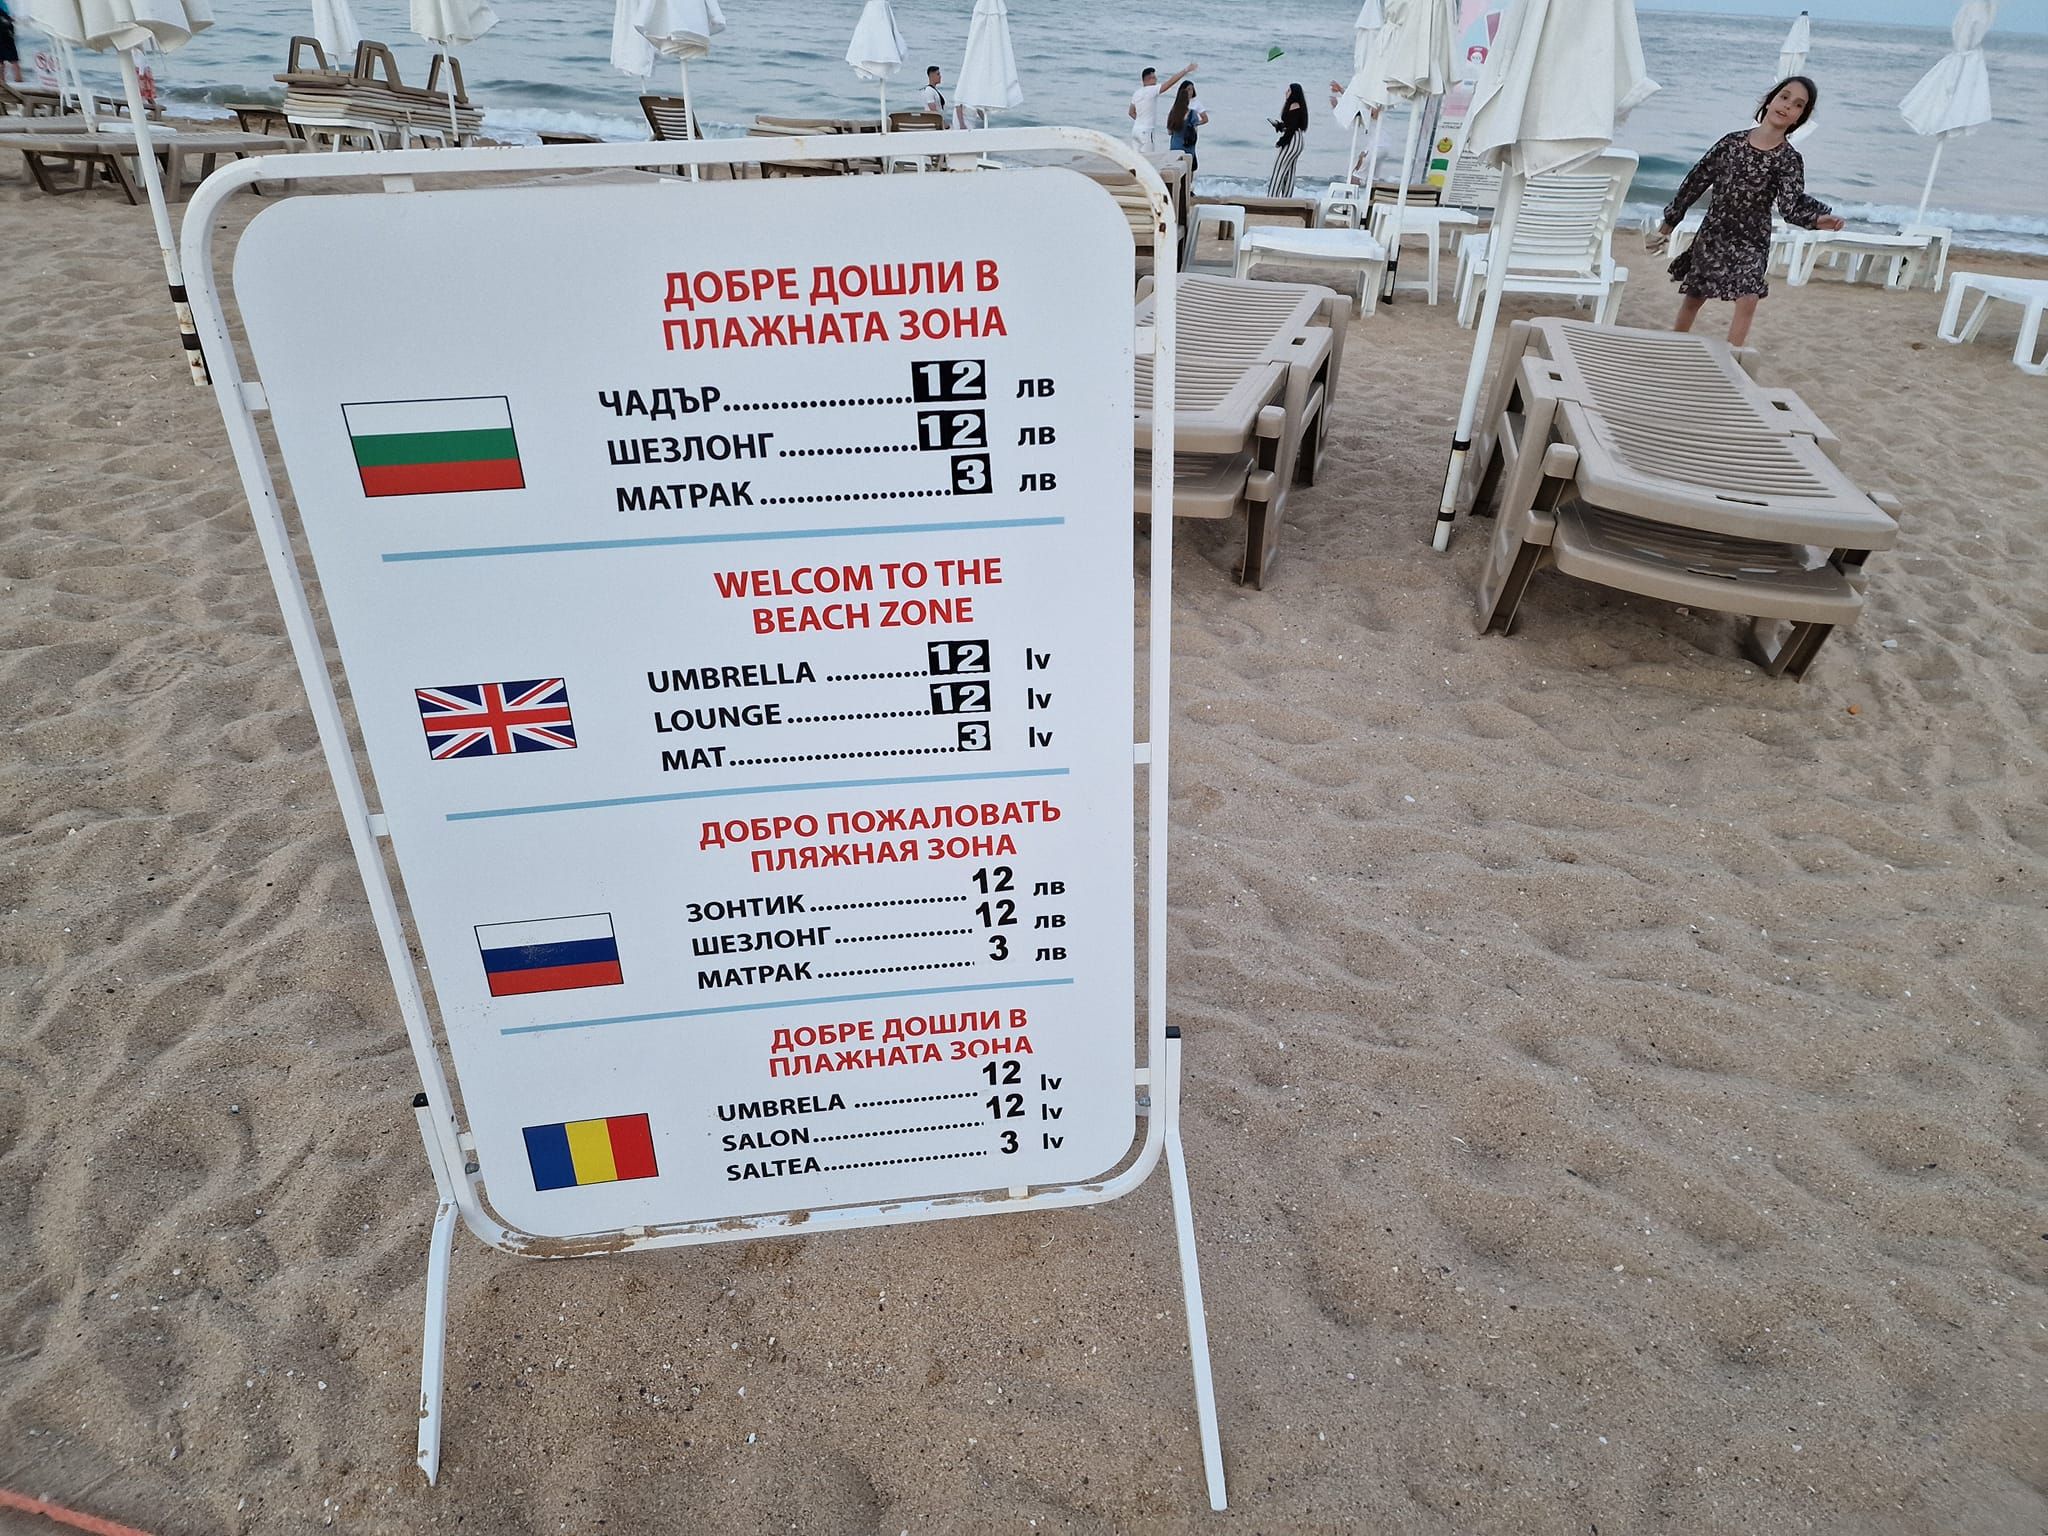 ДОБРЕ ДОШЛИ В
ПЛАЖНАТА ЗОНА
ЧАДЪР.....................12 лв
ШЕЗЛОНГ..................12 лв
МАТРАК.........................3 лв
WELCOM TO THE
BEACH ZONE
UMBRELLA ..............12 lv
LOUNGE...................12 lv
MAT.............................3 lv
ДОБРО ПОЖАЛОВАТЬ
ПЛЯЖНАЯ ЗОНА
ЗОНТИК......................12 лв
ШЕЗЛОНГ...................12 лв
МАТРАК......................3 лв
ДОБРЕ ДОШЛИ В
ПЛАЖНАТА ЗОНА
UMBRELA ..................12 lv
SALON.........................12 lv
SALTEA........................3 lv